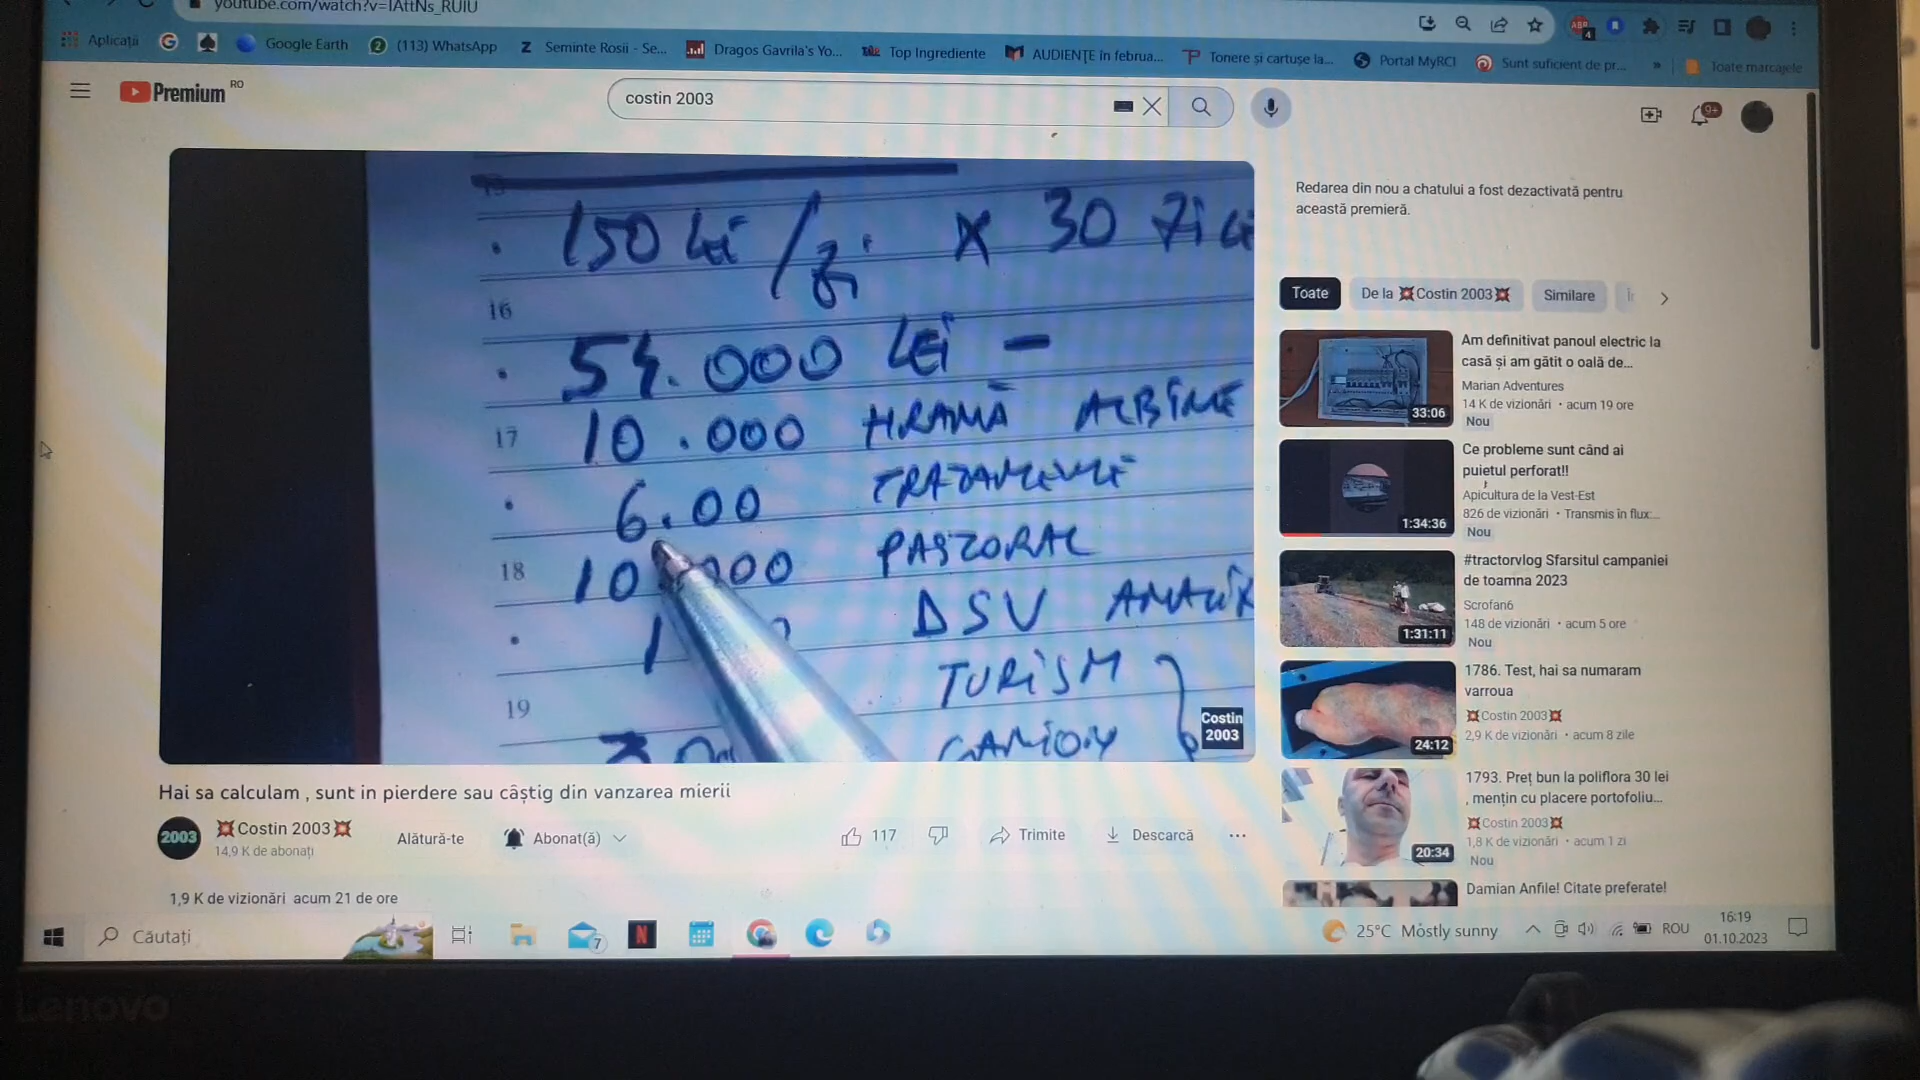 youtube.com/watch?v=lAttNs_RUlU
Aplicații
Google Earth
(113) WhatsApp
Seminte Rosii - Se...
Dragos Gavrila's Yo...
Top Ingrediente
AUDIENȚE în februa...
Tonere și cartușe la...
Portal MyRCI
Sunt suficient de pr...
»
Toate marcajele
Premium RO
costin 2003
9+
150 LEi / Zi X 30 ZiLE
16
54.000 LEi -
17 10.000 HRANĂ ALBiNE
6.00 TRATAMENTE
18 10.000 PASTORAL
DSV
TURiSM
19
CAMiON
Costin
2003
Redarea din nou a chatului a fost dezactivată pentru
această premieră.
Toate
De la 💥Costin 2003💥
Similare
Am definitivat panoul electric la
casă și am gătit o oală de...
Marian Adventures
14 K de vizionări • acum 19 ore
Nou
33:06
Ce probleme sunt când ai
puietul perforat!!
Apicultura de la Vest-Est
826 de vizionări • Transmis în flux...
Nou
1:34:36
#tractorvlog Sfarsitul campaniei
de toamna 2023
Scrofan6
148 de vizionări • acum 5 ore
Nou
1:31:11
1786. Test, hai sa numaram
varroua
💥Costin 2003💥
2,9 K de vizionări • acum 8 zile
24:12
1793. Preț bun la poliflora 30 lei
, mențin cu placere portofoliu...
💥Costin 2003💥
1,8 K de vizionări • acum 1 zi
Nou
20:34
Damian Anfile! Citate preferate!
Hai sa calculam , sunt in pierdere sau câștig din vanzarea mierii
2003
💥Costin 2003💥
14,9 K de abonați
Alătură-te
Abonat(ă)
117
Trimite
Descarcă
1,9 K de vizionări acum 21 de ore
Căutați
7
N
25°C Mostly sunny
ROU
16:19
01.10.2023
Lenovo